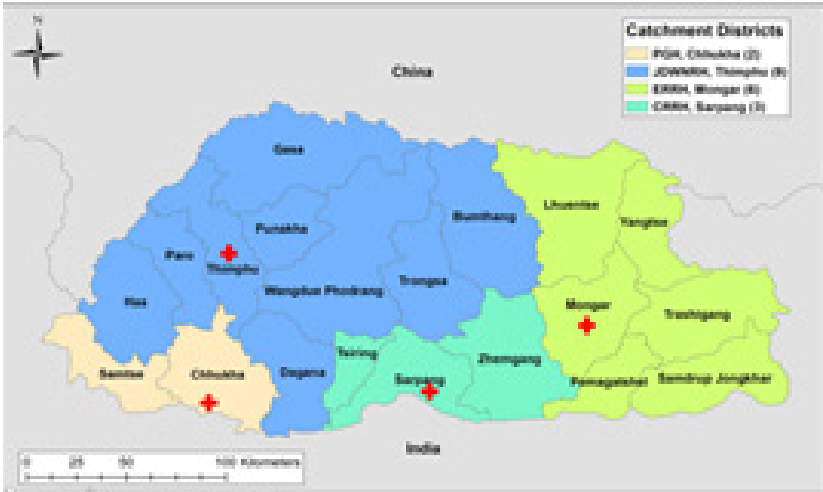 N
Catchment Districts
PGH, Chhukha (2)
JDWNRH, Thimphu (9)
ERRH, Mongar (6)
CRRH, Sarpang (3)
China
Gasa
Punakha
Bumthang
Lhuentse
Yangtse
Paro
Thimphu
Wangdue Phodrang
Trongsa
Haa
Mongar
Trashigang
Samtse
Chhukha
Dagana
Tsirang
Sarpang
Zhemgang
Pemagatshel
Samdrup Jongkhar
India
0 25 50 100 Kilometers